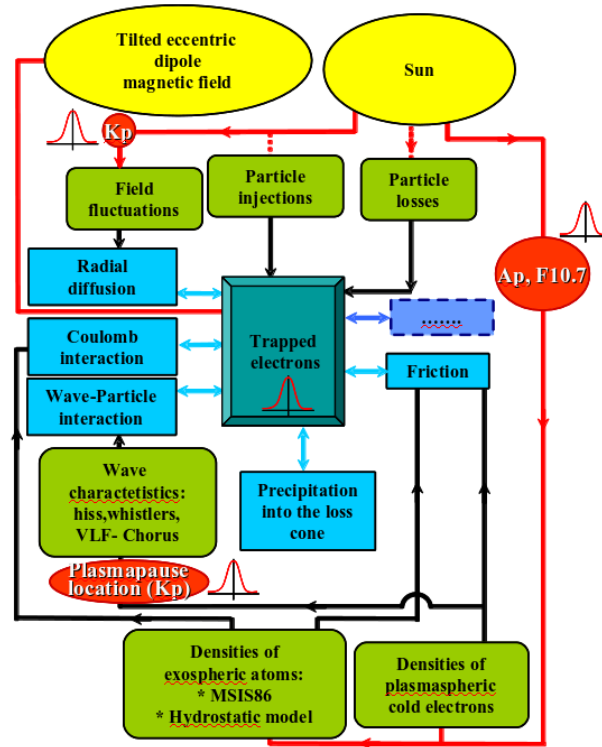 Tilted eccentric
dipole
magnetic field
Sun
Kp
Field
fluctuations
Particle
injections
Particle
losses
Ap, F10.7
Radial
diffusion
Coulomb
interaction
Wave-Particle
interaction
Trapped
electrons
.......
Friction
Wave
charactetistics:
hiss,whistlers,
VLF- Chorus
Precipitation
into the loss
cone
Plasmapause
location (Kp)
Densities of
exospheric atoms:
* MSIS86
* Hydrostatic model
Densities of
plasmaspheric
cold electrons